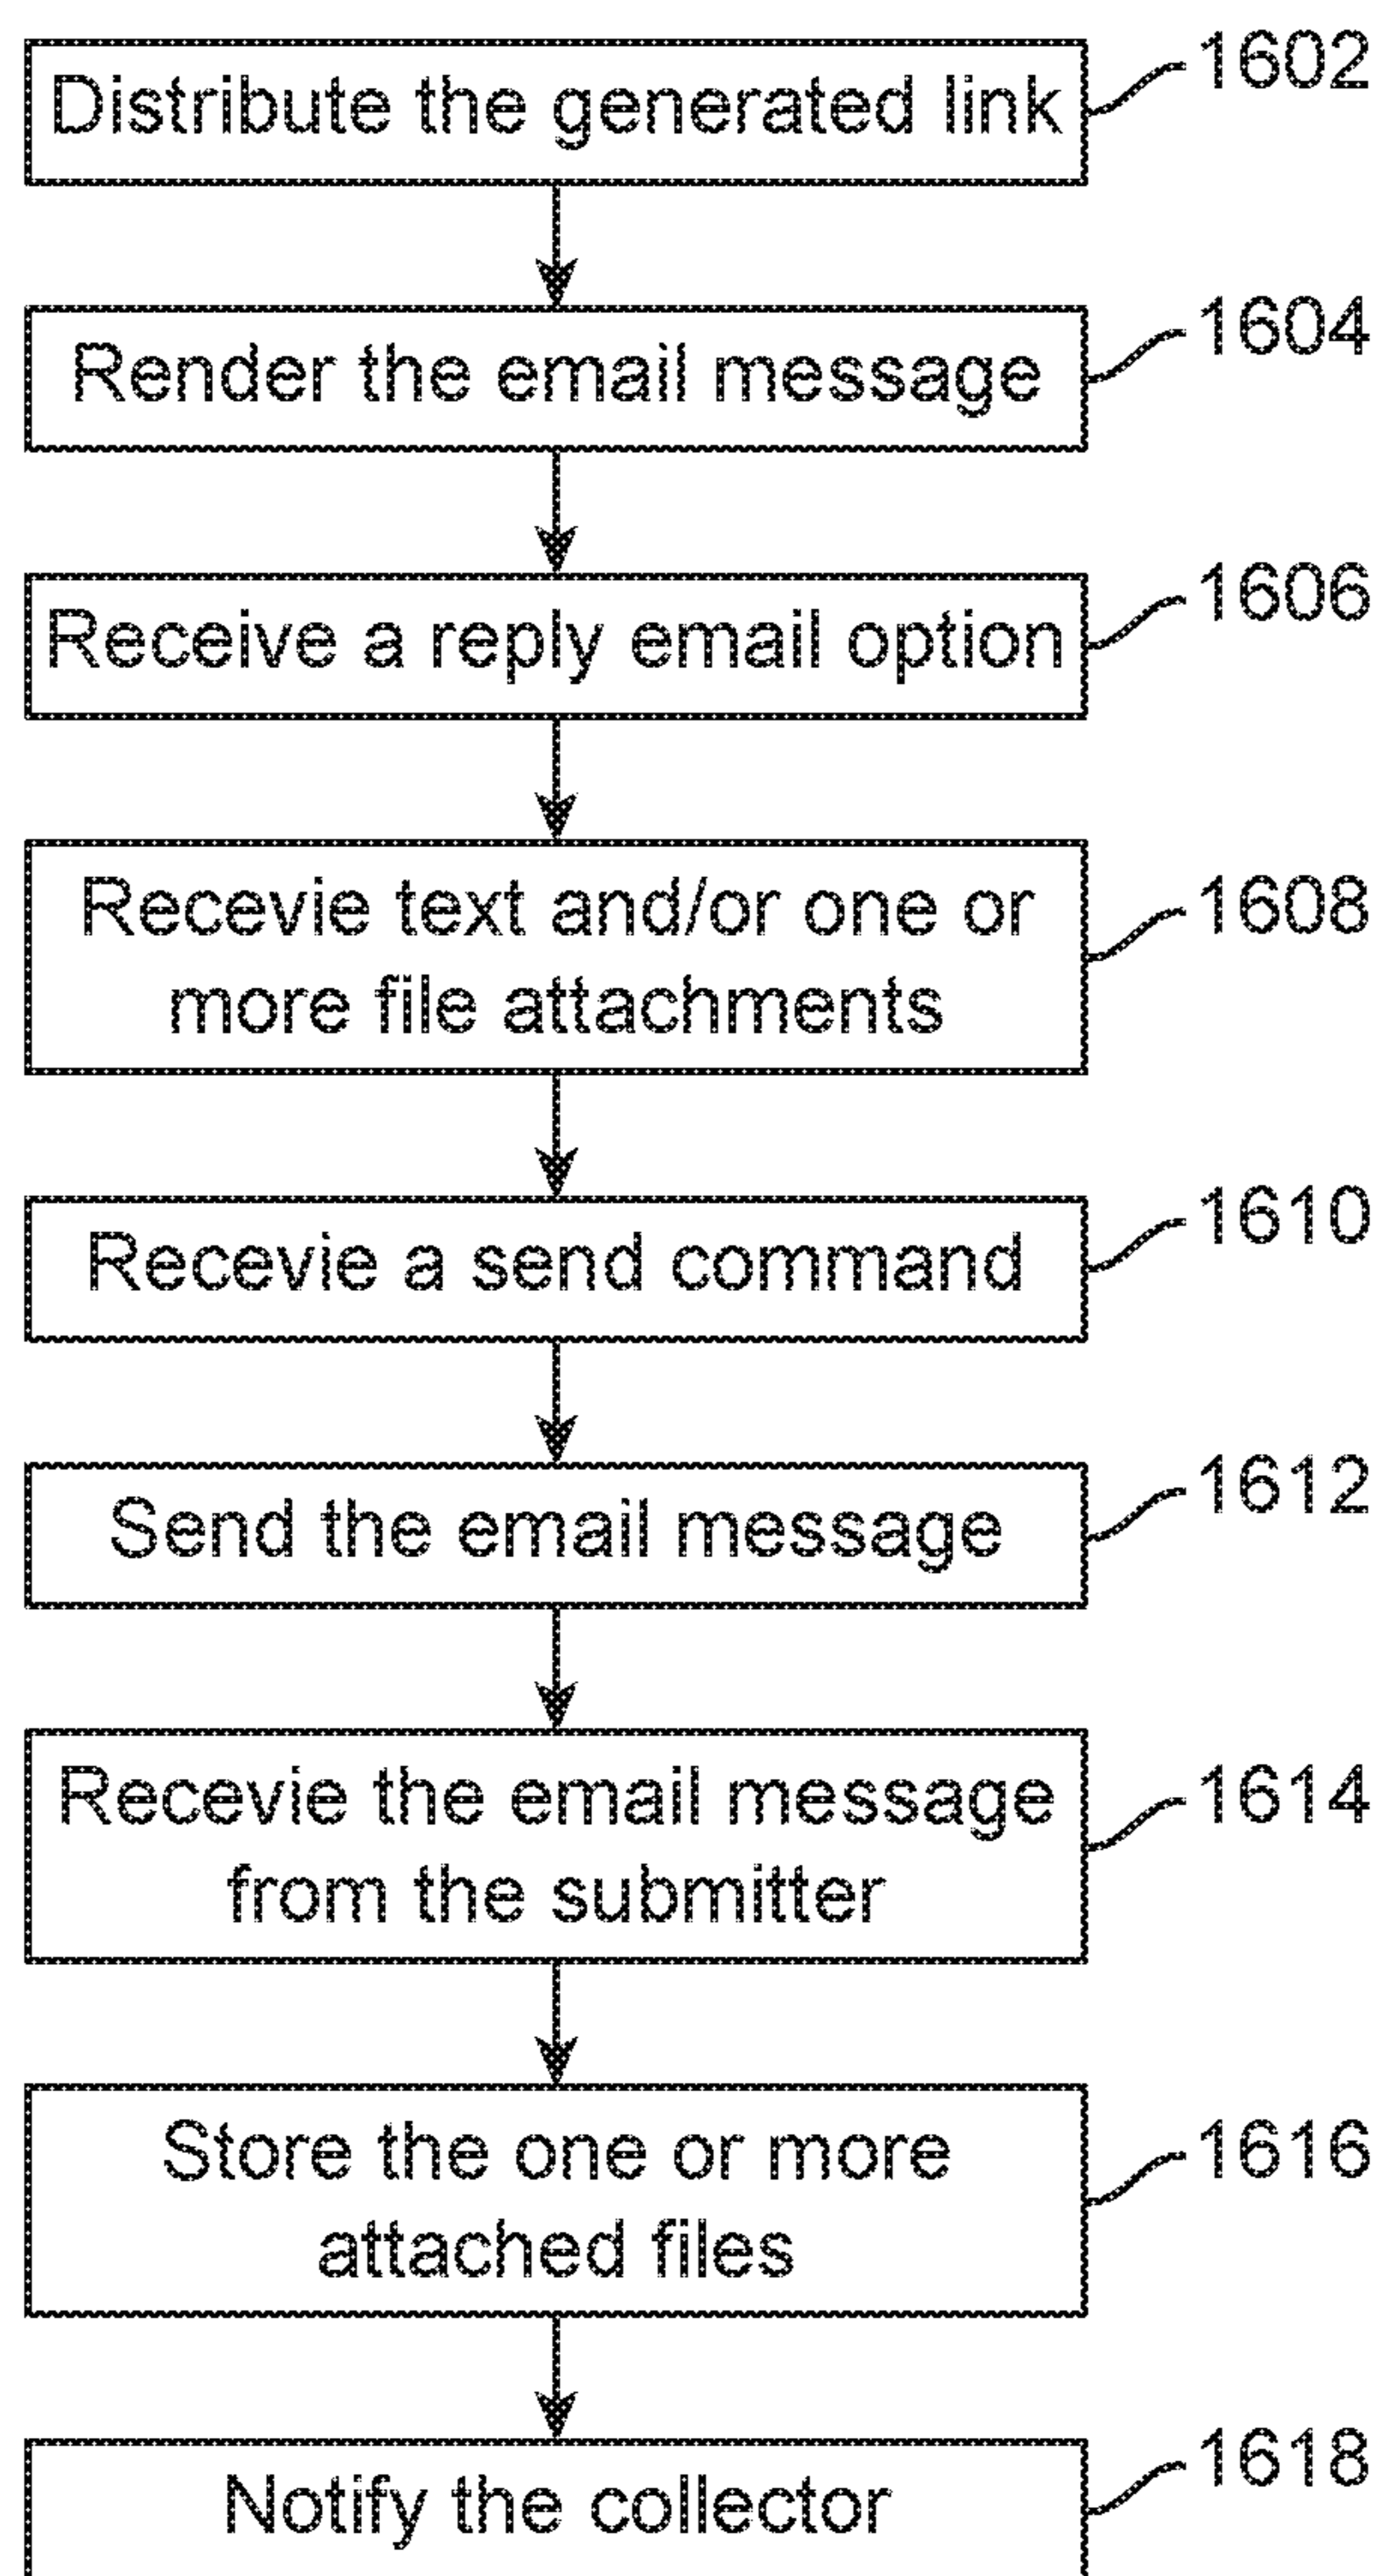 Distribute the generated link
1602
Render the email message
1604
Receive a reply email option
1606
Recevie text and/or one or
more file attachments
1608
Recevie a send command
1610
Send the email message
1612
Recevie the email message
from the submitter
1614
Store the one or more
attached files
1616
Notify the collector
1618